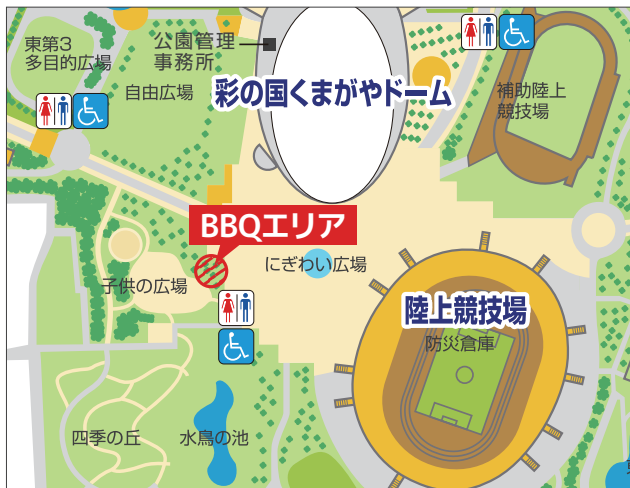 東第3
多目的広場
公園管理
事務所
自由広場
彩の国くまがやドーム
補助陸上
競技場
BBQエリア
にぎわい広場
子供の広場
陸上競技場
防災倉庫
四季の丘
水鳥の池